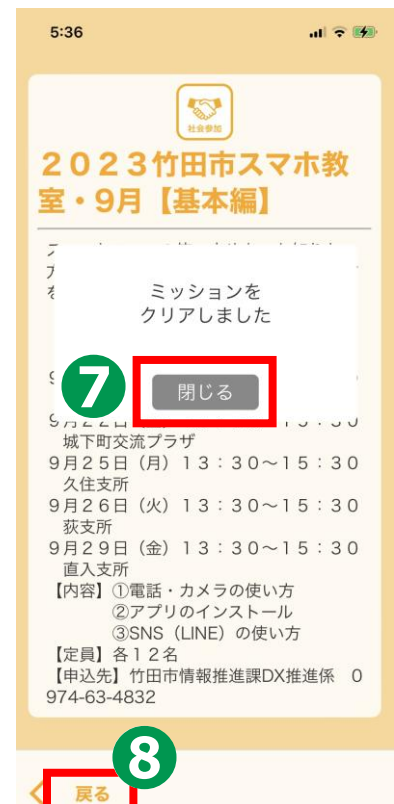 5:36
社会参加
２０２３竹田市スマホ教
室・9月【基本編】
ミッションを
クリアしました
7
閉じる
城下町交流プラザ
9月25日（月）13：30〜15：30
久住支所
9月26日（火）13：30〜15：30
荻支所
9月29日（金）13：30〜15：30
直入支所
【内容】①電話・カメラの使い方
②アプリのインストール
③SNS（LINE）の使い方
【定員】各12名
【申込先】竹田市情報推進課DX推進係　0
974-63-4832
8
戻る